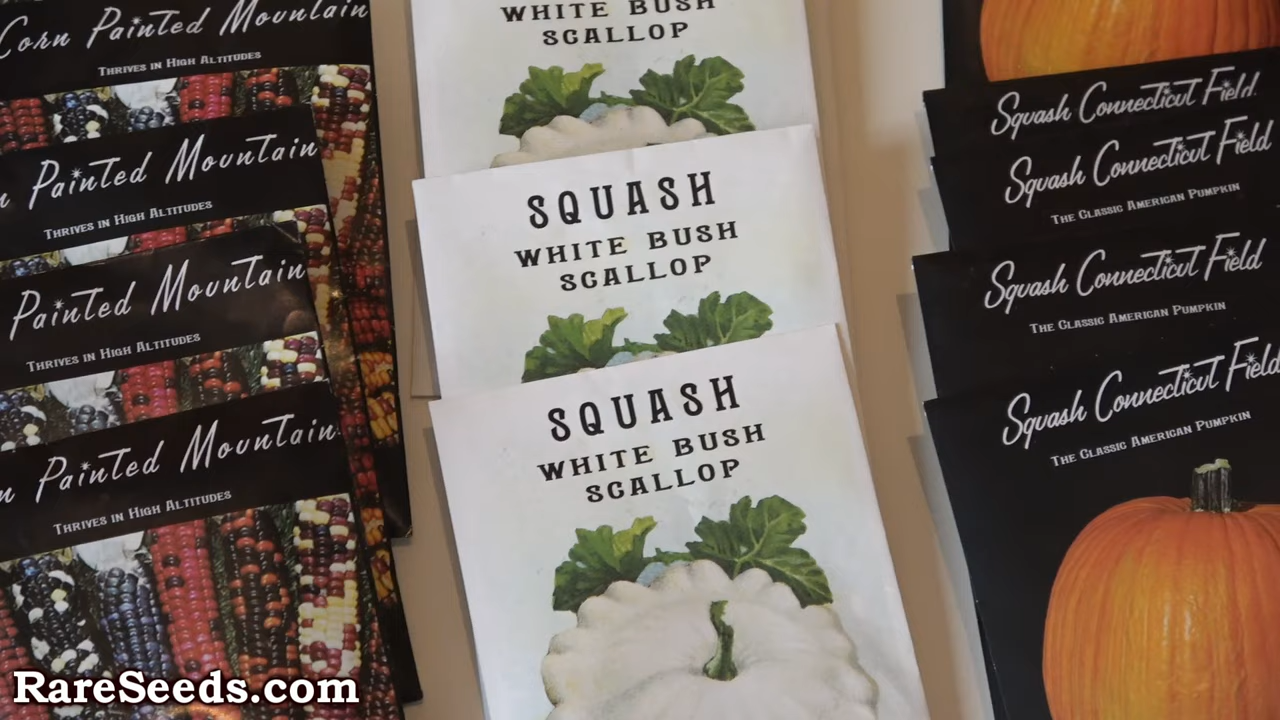 Corn Painted Mountain
Thrives in High Altitudes
Painted Mountain
Thrives in High Altitudes
Painted Mountain
Thrives in High Altitudes
Painted Mountain
Thrives in High Altitudes
WHITE BUSH
SCALLOP
SQUASH
WHITE BUSH
SCALLOP
SQUASH
WHITE BUSH
SCALLOP
Squash Connecticut Field
Squash Connecticut Field
The Classic American Pumpkin
Squash Connecticut Field
The Classic American Pumpkin
Squash Connecticut Field
The Classic American Pumpkin
RareSeeds.com